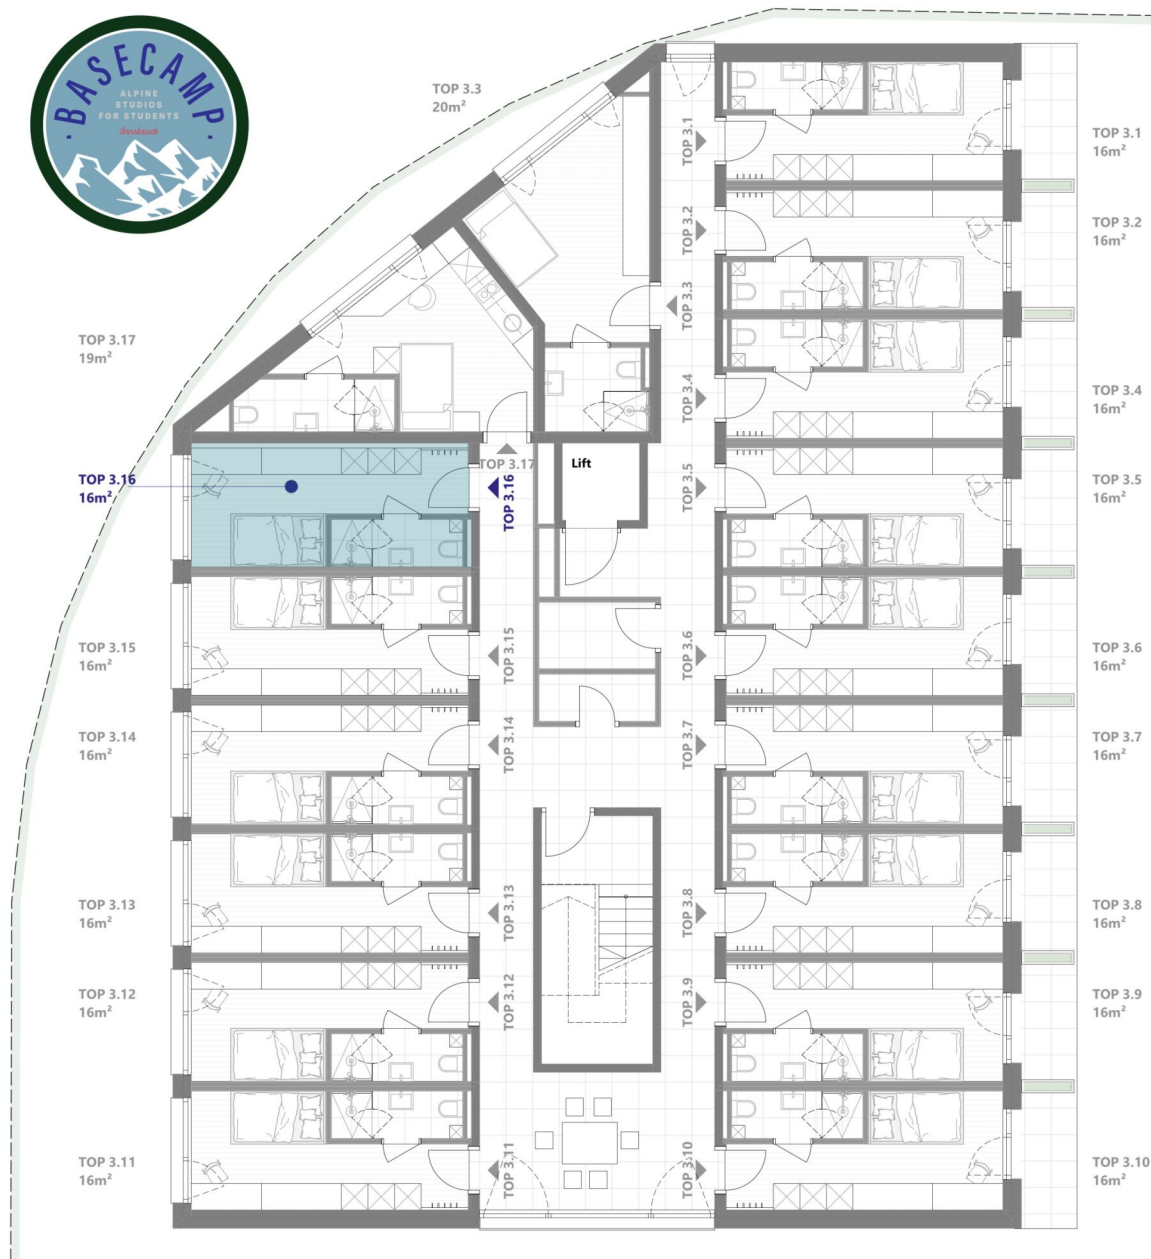 BASECAMP
ALPINE
STUDIOS
FOR STUDENTS
Innsbruck
TOP 3.3
20m²
TOP 3.17
19m²
TOP 3.16
16m²
TOP 3.15
16m²
TOP 3.14
16m²
TOP 3.13
16m²
TOP 3.12
16m²
TOP 3.11
16m²
TOP 3.17
TOP 3.16
TOP 3.15
TOP 3.14
TOP 3.13
TOP 3.12
TOP 3.11
Lift
TOP 3.1
TOP 3.2
TOP 3.3
TOP 3.4
TOP 3.5
TOP 3.6
TOP 3.7
TOP 3.8
TOP 3.9
TOP 3.10
TOP 3.1
16m²
TOP 3.2
16m²
TOP 3.4
16m²
TOP 3.5
16m²
TOP 3.6
16m²
TOP 3.7
16m²
TOP 3.8
16m²
TOP 3.9
16m²
TOP 3.10
16m²